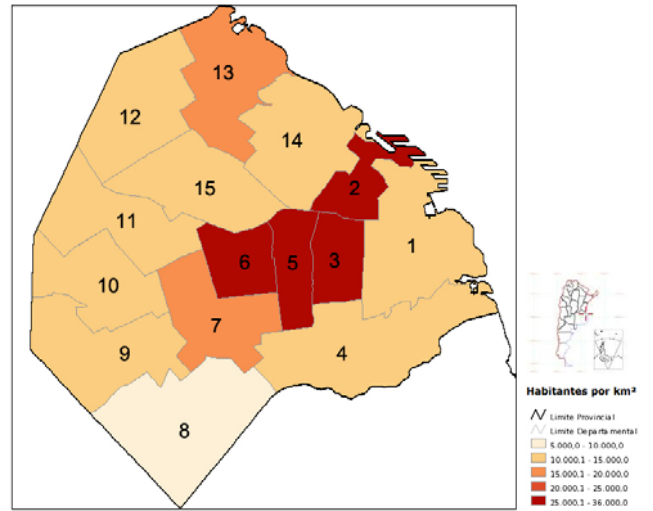 13
12
14
15
2
11
1
6
5
3
10
7
9
4
8
Habitantes por km²
Limite Provincial
Limite Departamental
5.000,0 - 10.000,0
10.000,1 - 15.000,0
15.000,1 - 20.000,0
20.000,1 - 25.000,0
25.000,1 - 36.000,0